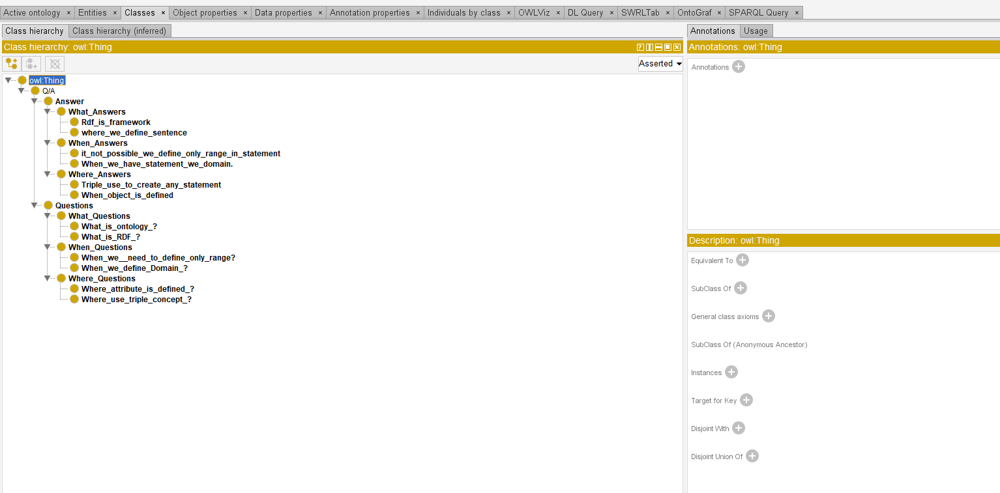 Active ontology × Entities × Classes × Object properties × Data properties × Annotation properties × Individuals by class × OWLViz × DL Query × SWRLTab × OntoGraf × SPARQL Query ×
Class hierarchy Class hierarchy (inferred)
Class hierarchy: owl:Thing
Asserted
owl:Thing
Q/A
Answer
What_Answers
Rdf_is_framework
where_we_define_sentence
When_Answers
it_not_possible_we_define_only_range_in_statement
When_we_have_statement_we_domain.
Where_Answers
Triple_use_to_create_any_statement
When_object_is_defined
Questions
What_Questions
What_is_ontology_?
What_is_RDF_?
When_Questions
When_we__need_to_define_only_range?
When_we_define_Domain_?
Where_Questions
Where_attribute_is_defined_?
Where_use_triple_concept_?
Annotations Usage
Annotations: owl:Thing
Annotations
Description: owl:Thing
Equivalent To
SubClass Of
General class axioms
SubClass Of (Anonymous Ancestor)
Instances
Target for Key
Disjoint With
Disjoint Union Of